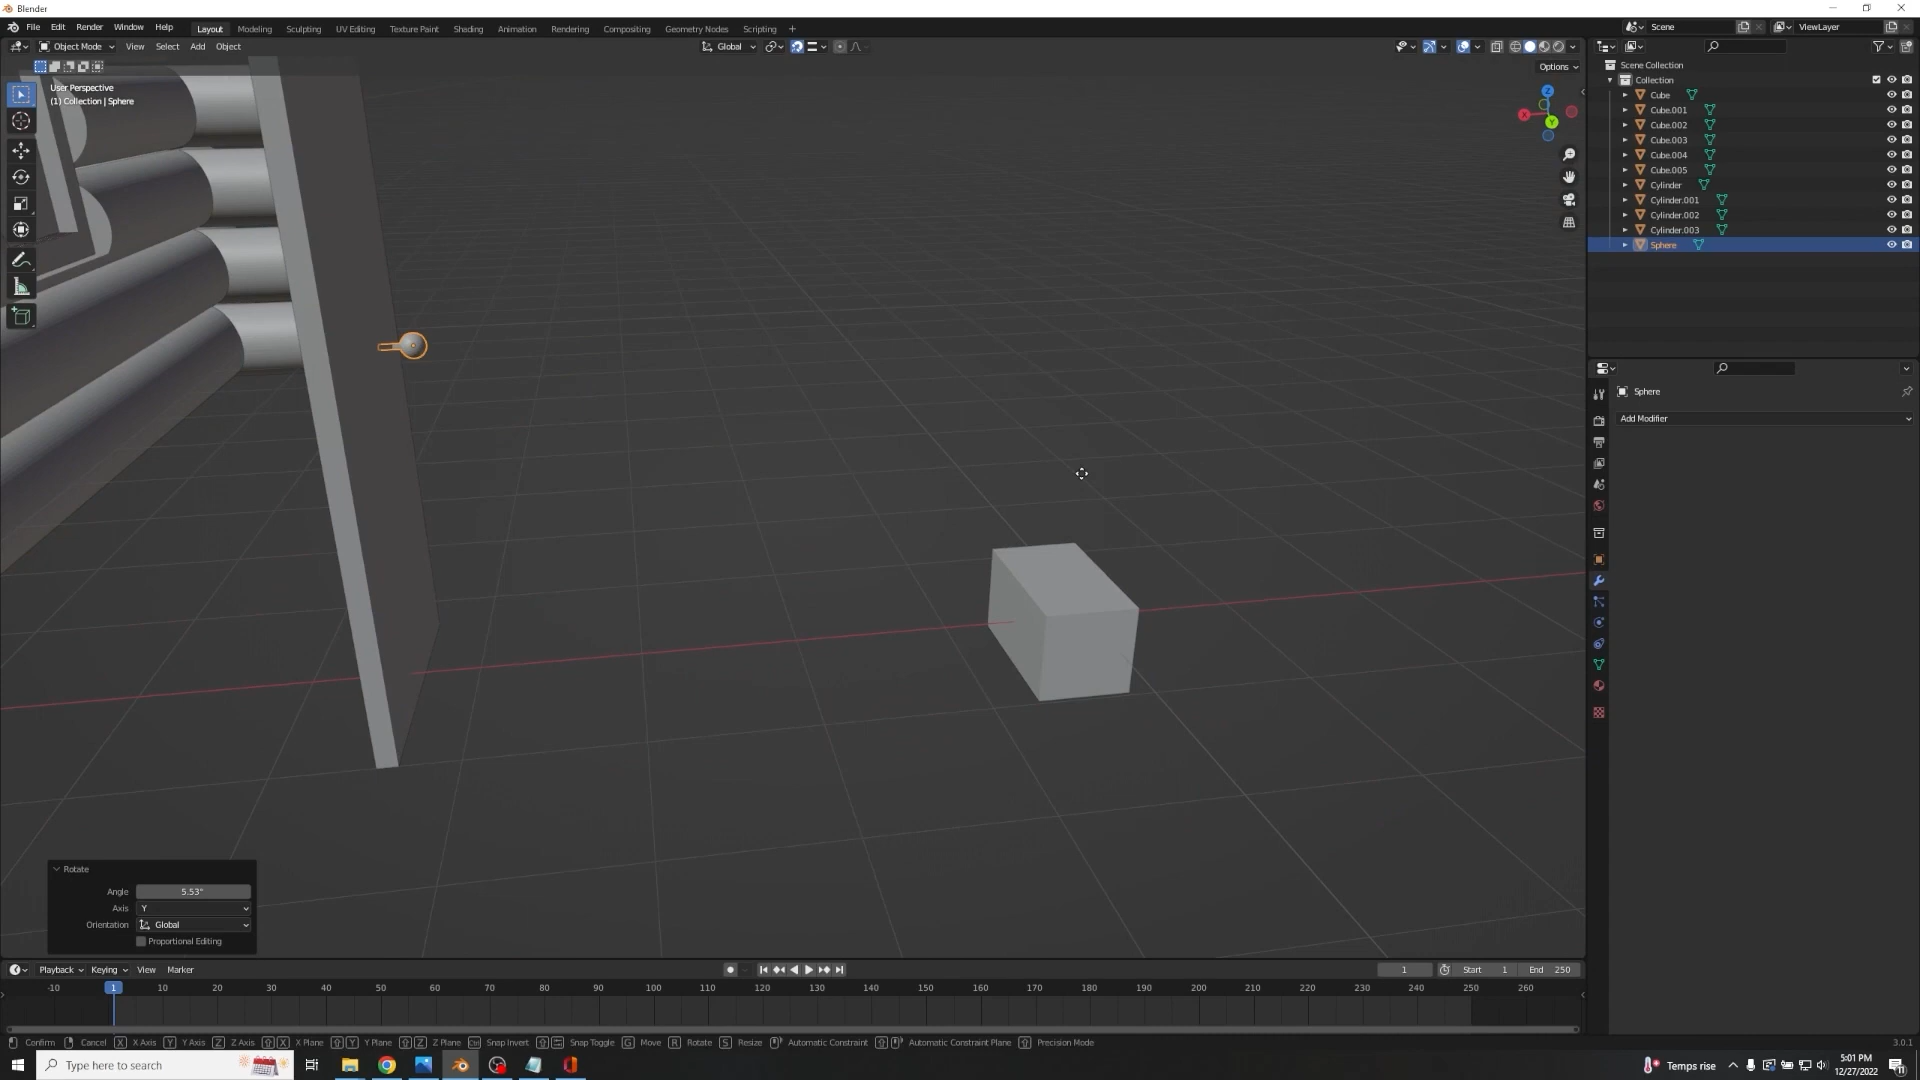 Blender
File Edit Render Window Help Layout Modeling Sculpting UV Editing Texture Paint Shading Animation Rendering Compositing Geometry Nodes Scripting + Scene ViewLayer
Object Mode View Select Add Object Global
Options
User Perspective
(1) Collection | Sphere
Z
X
Y
Scene Collection
Collection
Cube
Cube.001
Cube.002
Cube.003
Cube.004
Cube.005
Cylinder
Cylinder.001
Cylinder.002
Cylinder.003
Sphere
Sphere
Add Modifier
Rotate
Angle 5.53°
Axis Y
Orientation Global
Proportional Editing
Playback Keying View Marker 1 Start 1 End 250
-10 1 10 20 30 40 50 60 70 80 90 100 110 120 130 140 150 160 170 180 190 200 210 220 230 240 250 260
Confirm Cancel X X Axis Y Y Axis Z Z Axis X X Plane Y Y Plane Z Z Plane Ctrl Snap Invert Snap Toggle G Move R Rotate S Resize Automatic Constraint Automatic Constraint Plane Precision Mode 3.0.1
Type here to search Temps rise 5:01 PM
12/27/2022